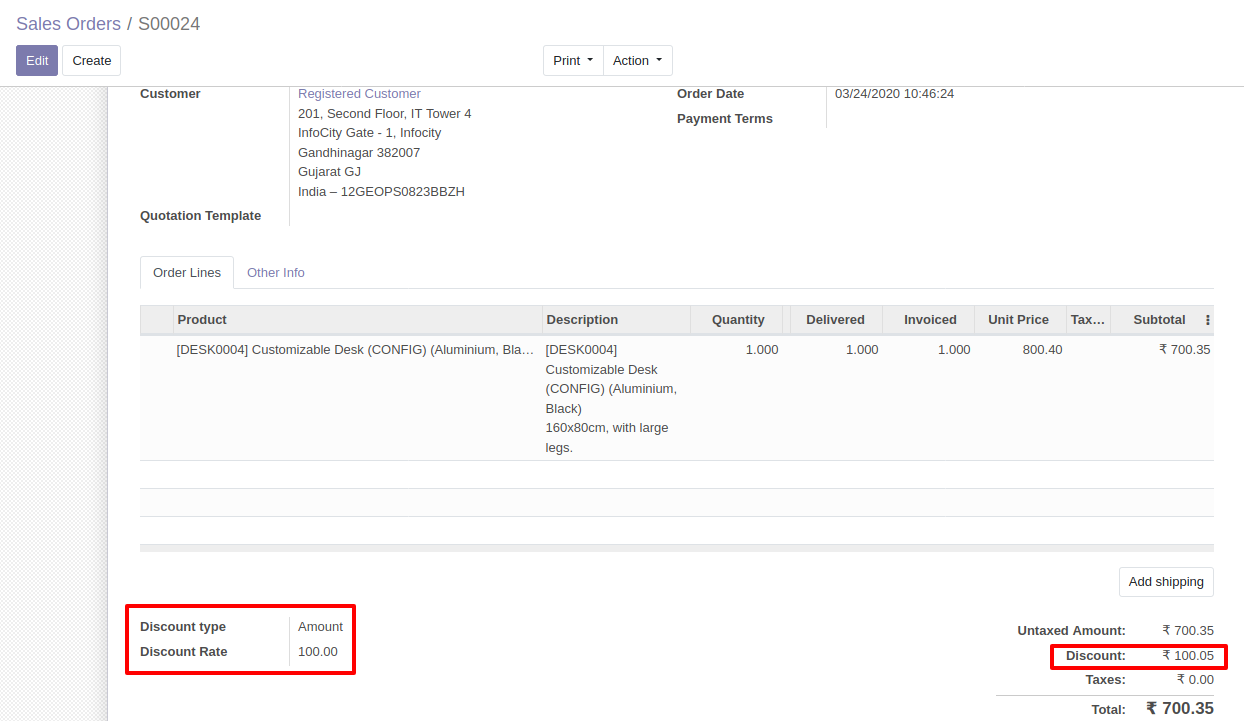 Sales Orders / S00024
Edit Create Print Action
Customer Registered Customer Order Date 03/24/2020 10:46:24
201, Second Floor, IT Tower 4
Payment Terms
InfoCity Gate - 1, Infocity
Gandhinagar 382007
Gujarat GJ
India – 12GEOPS0823BBZH
Quotation Template
Order Lines Other Info
Product Description Quantity Delivered Invoiced Unit Price Tax… Subtotal
[DESK0004] Customizable Desk (CONFIG) (Aluminium, Bla… [DESK0004] 1.000 1.000 1.000 800.40 ₹ 700.35
Customizable Desk
(CONFIG) (Aluminium,
Black)
160x80cm, with large
legs.
Add shipping
Discount type Amount
Discount Rate 100.00
Untaxed Amount: ₹ 700.35
Discount: ₹ 100.05
Taxes: ₹ 0.00
Total: ₹ 700.35